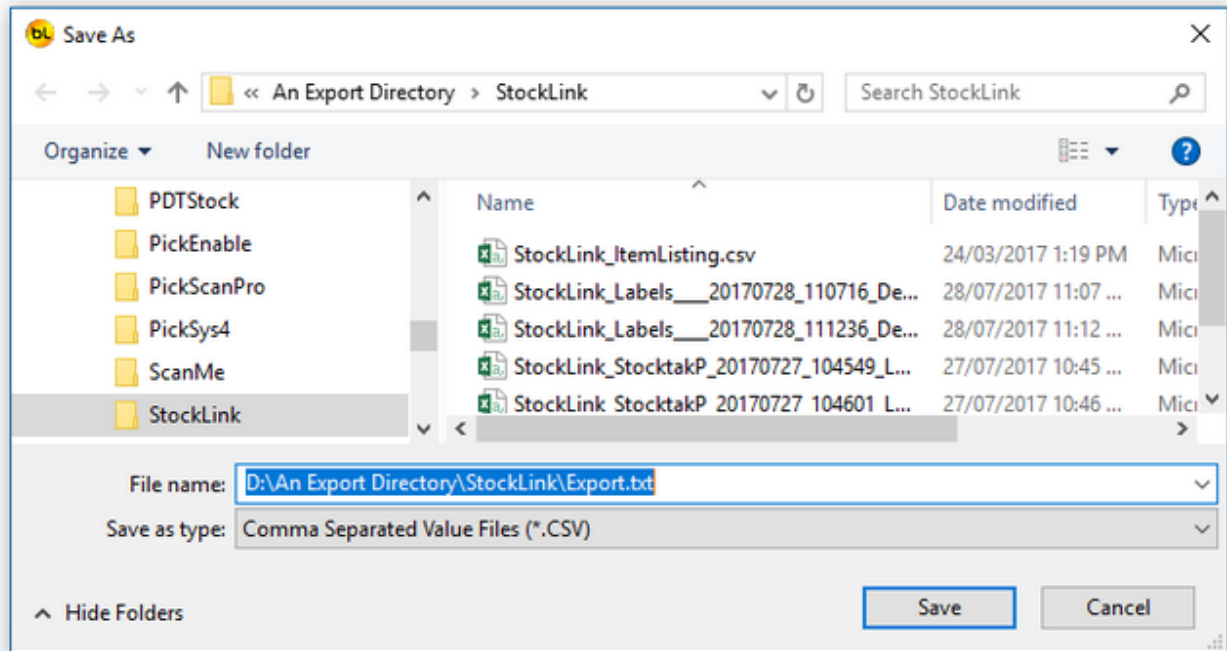 bL Save As
« An Export Directory > StockLink
Search StockLink
Organize
New folder
PDTStock
PickEnable
PickScanPro
PickSys4
ScanMe
StockLink
Name Date modified Type
StockLink_ItemListing.csv 24/03/2017 1:19 PM Micr
StockLink_Labels___20170728_110716_De... 28/07/2017 11:07 ... Micr
StockLink_Labels___20170728_111236_De... 28/07/2017 11:12 ... Micr
StockLink_StocktakP_20170727_104549_L... 27/07/2017 10:45 ... Micr
StockLink_StocktakP_20170727_104601_L... 27/07/2017 10:46 ... Micr
File name: D:\An Export Directory\StockLink\Export.txt
Save as type: Comma Separated Value Files (*.CSV)
Hide Folders
Save
Cancel